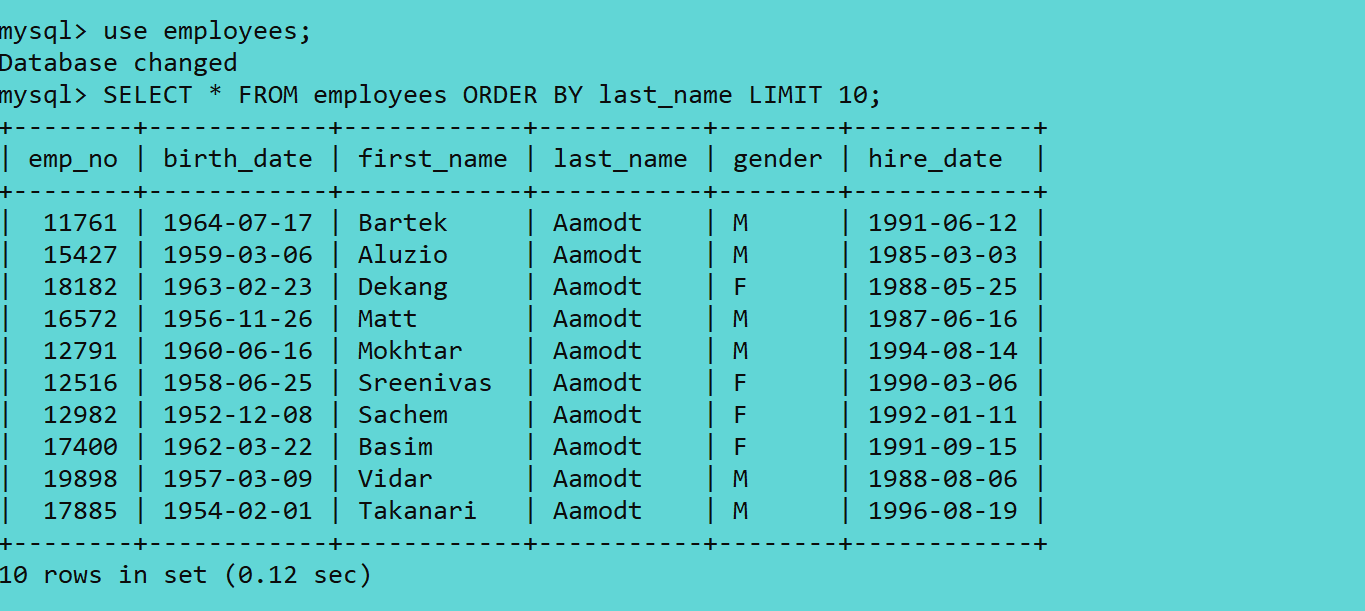 mysql> use employees;
Database changed
mysql> SELECT * FROM employees ORDER BY last_name LIMIT 10;
+--------+------------+------------+-----------+--------+------------+
| emp_no | birth_date | first_name | last_name | gender | hire_date  |
+--------+------------+------------+-----------+--------+------------+
|  11761 | 1964-07-17 | Bartek     | Aamodt    | M      | 1991-06-12 |
|  15427 | 1959-03-06 | Aluzio     | Aamodt    | M      | 1985-03-03 |
|  18182 | 1963-02-23 | Dekang     | Aamodt    | F      | 1988-05-25 |
|  16572 | 1956-11-26 | Matt       | Aamodt    | M      | 1987-06-16 |
|  12791 | 1960-06-16 | Mokhtar    | Aamodt    | M      | 1994-08-14 |
|  12516 | 1958-06-25 | Sreenivas  | Aamodt    | F      | 1990-03-06 |
|  12982 | 1952-12-08 | Sachem     | Aamodt    | F      | 1992-01-11 |
|  17400 | 1962-03-22 | Basim      | Aamodt    | F      | 1991-09-15 |
|  19898 | 1957-03-09 | Vidar      | Aamodt    | M      | 1988-08-06 |
|  17885 | 1954-02-01 | Takanari   | Aamodt    | M      | 1996-08-19 |
+--------+------------+------------+-----------+--------+------------+
10 rows in set (0.12 sec)